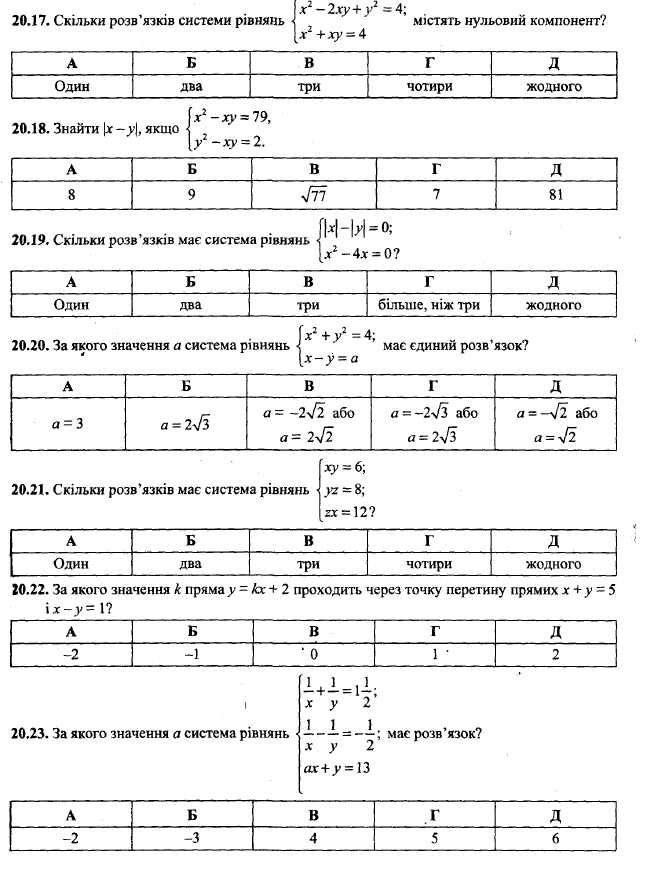 20.17. Скільки розв’язків системи рівнянь { x² – 2xy + y² = 4; x² + xy = 4 містять нульовий компонент?
А Б В Г Д
Один два три чотири жодного
20.18. Знайти |x – y|, якщо { x² – xy = 79, y² – xy = 2.
А Б В Г Д
8 9 √77 7 81
20.19. Скільки розв’язків має система рівнянь { |x| – |y| = 0; x² – 4x = 0?
А Б В Г Д
Один два три більше, ніж три жодного
20.20. За якого значення a система рівнянь { x² + y² = 4; x – y = a має єдиний розв’язок?
А Б В Г Д
a = 3 a = 2√3 a = –2√2 або a = 2√2 a = –2√3 або a = 2√3 a = –√2 або a = √2
20.21. Скільки розв’язків має система рівнянь { xy = 6; yz = 8; zx = 12?
А Б В Г Д
Один два три чотири жодного
20.22. За якого значення k пряма y = kx + 2 проходить через точку перетину прямих x + y = 5
і x – y = 1?
А Б В Г Д
–2 –1 0 1 2
20.23. За якого значення a система рівнянь { 1/x + 1/y = 1 1/2; 1/x – 1/y = – 1/2; ax + y = 13 має розв’язок?
А Б В Г Д
–2 –3 4 5 6